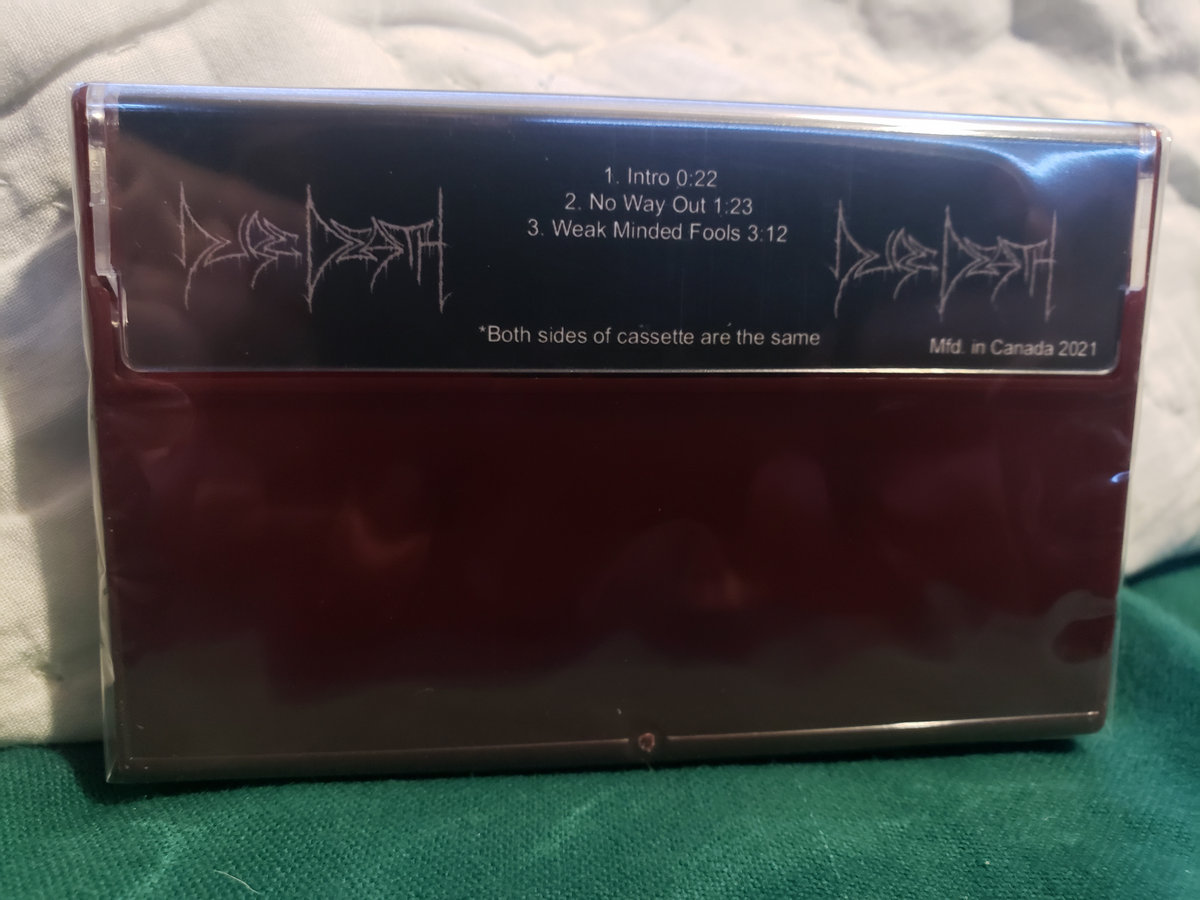 1. Intro 0:22
2. No Way Out 1:23
3. Weak Minded Fools 3:12
*Both sides of cassette are the same
Mfd. in Canada 2021